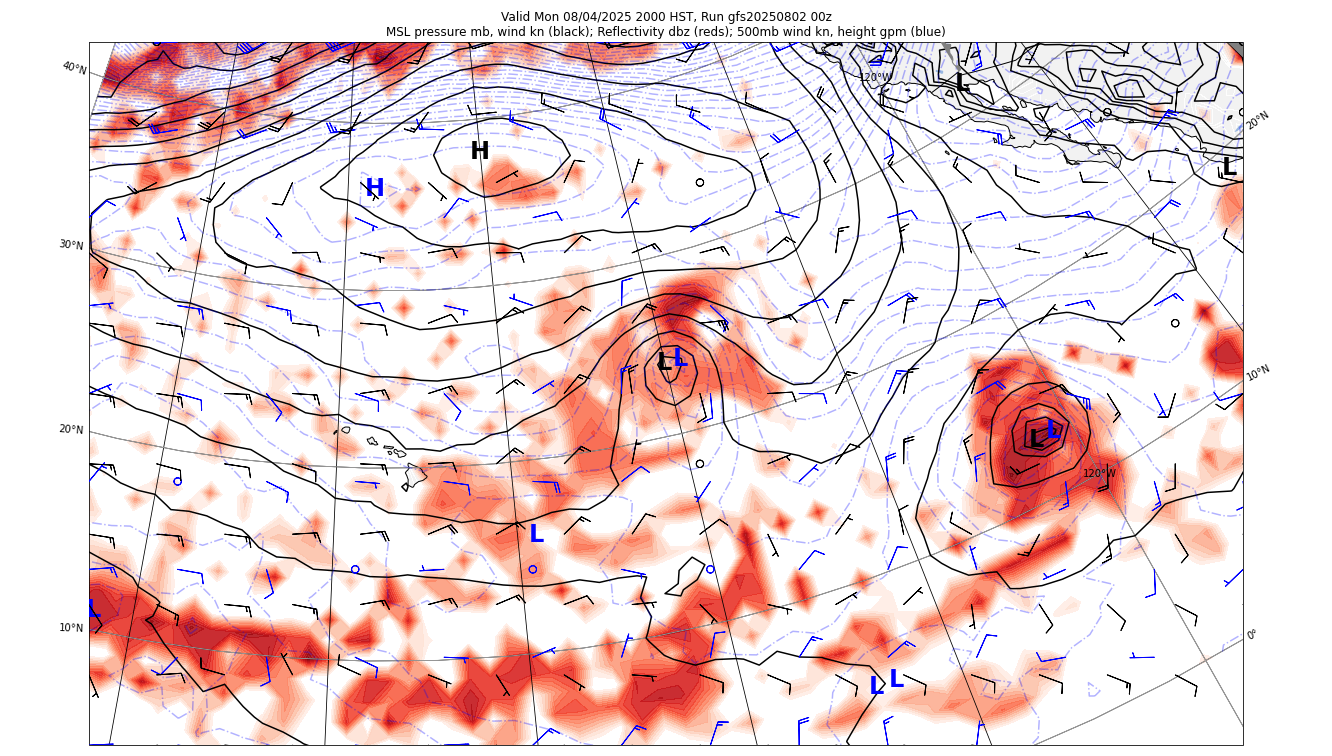 Valid Mon 08/04/2025 2000 HST, Run gfs20250802 00z
MSL pressure mb, wind kn (black); Reflectivity dbz (reds); 500mb wind kn, height gpm (blue)
40°N
120°W
L
20°N
H
L
H
30°N
L L
10°N
20°N
L L
120°W
L
L
10°N
0°
L L